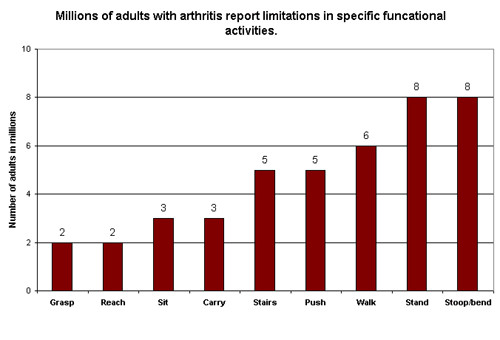 Millions of adults with arthritis report limitations in specific funcational
activities.
Number of adults in millions
10
8
6
4
2
0
2
2
3
3
5
5
6
8
8
Grasp
Reach
Sit
Carry
Stairs
Push
Walk
Stand
Stoop/bend